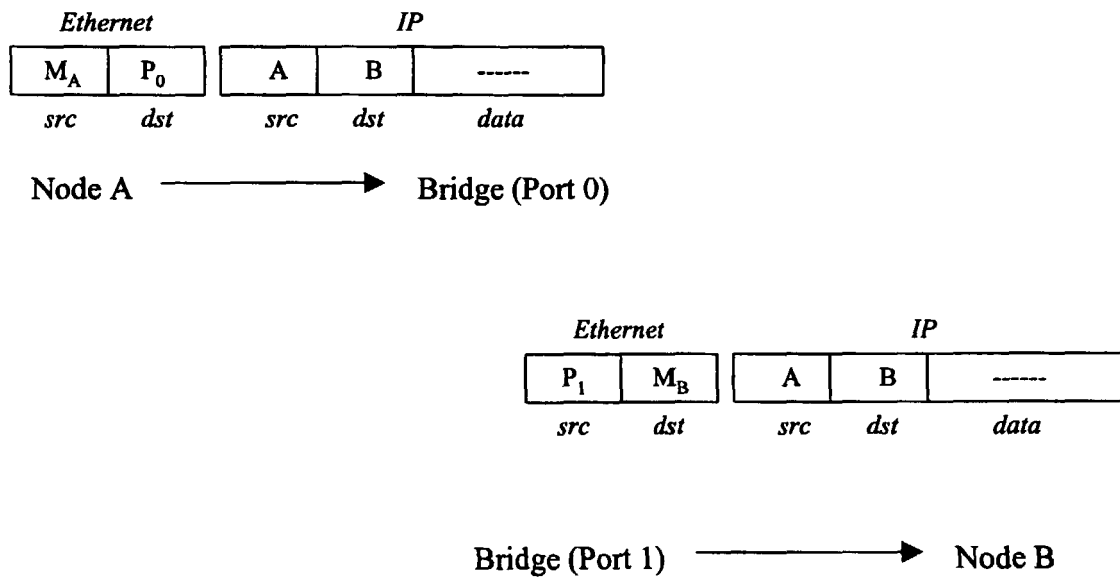 Ethernet IP
M_A P_0 A B ------
src dst src dst data
Node A Bridge (Port 0)
Ethernet IP
P_1 M_B A B ------
src dst src dst data
Bridge (Port 1) Node B